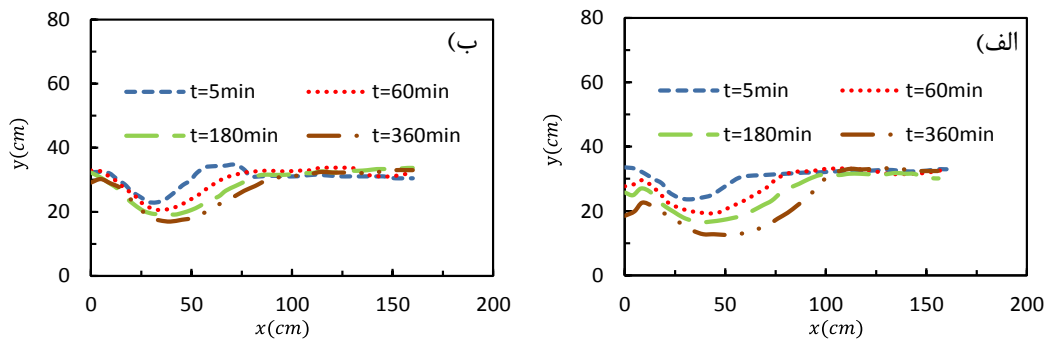 ب)
80
60
40
20
0
y(cm)
t=5min
t=60min
t=180min
t=360min
0 50 100 150 200
x(cm)
الف)
80
60
40
20
0
y(cm)
t=5min
t=60min
t=180min
t=360min
0 50 100 150 200
x(cm)